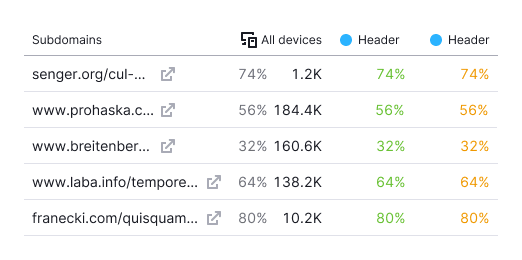 Subdomains All devices Header Header
senger.org/cul-... 74% 1.2K 74% 74%
www.prohaska.c... 56% 184.4K 56% 56%
www.breitenber... 32% 160.6K 32% 32%
www.laba.info/tempore... 64% 138.2K 64% 64%
franecki.com/quisquam... 80% 10.2K 80% 80%